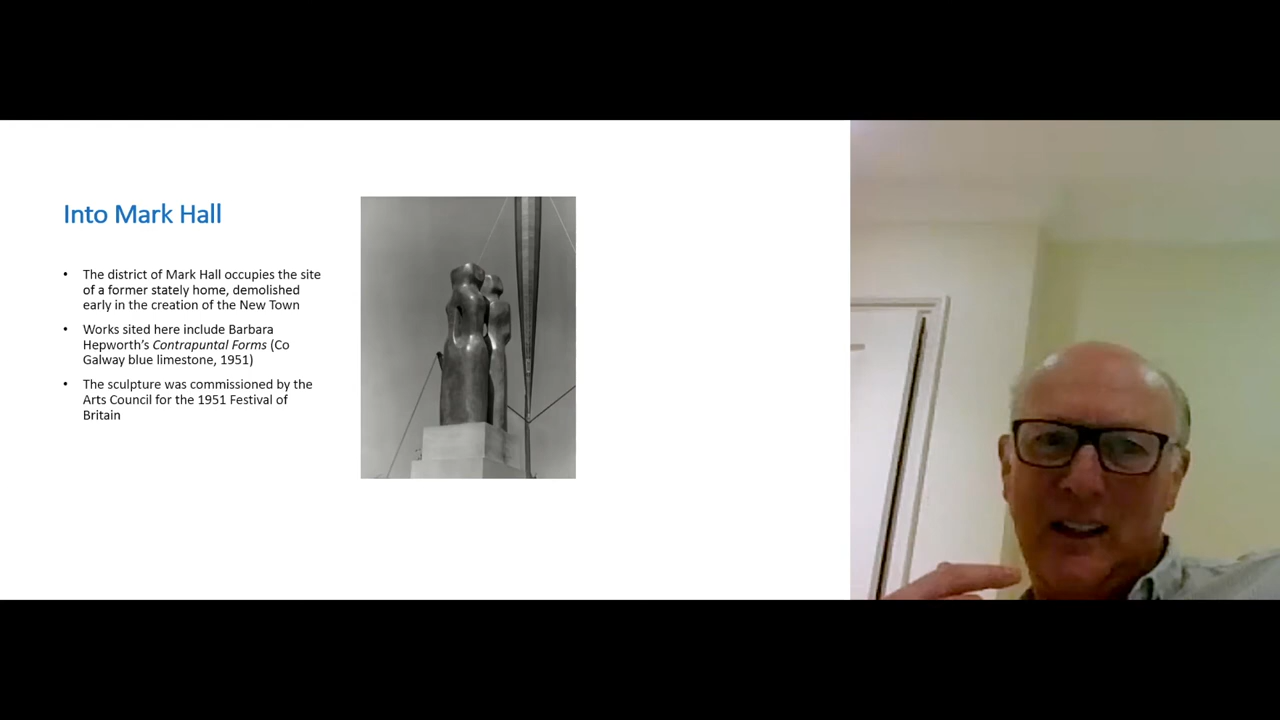 Into Mark Hall
• The district of Mark Hall occupies the site
of a former stately home, demolished
early in the creation of the New Town
• Works sited here include Barbara
Hepworth’s Contrapuntal Forms (Co
Galway blue limestone, 1951)
• The sculpture was commissioned by the
Arts Council for the 1951 Festival of
Britain